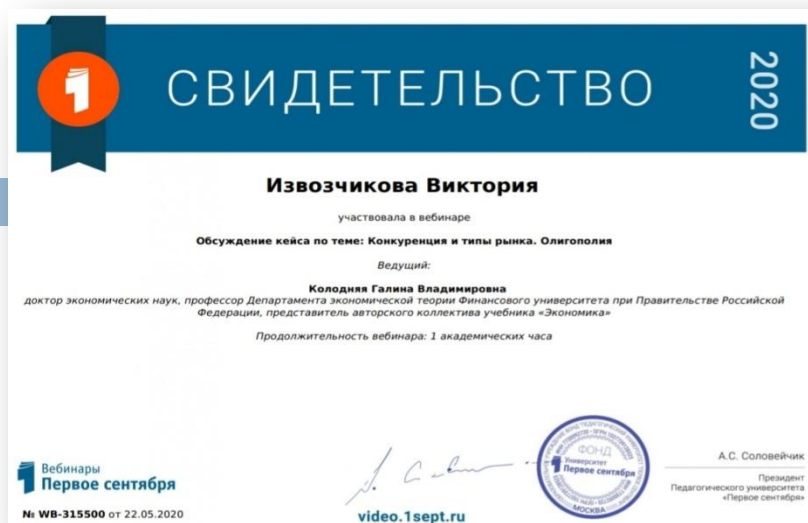 СВИДЕТЕЛЬСТВО
2020
Извозчикова Виктория
участвовала в вебинаре
Обсуждение кейса по теме: Конкуренция и типы рынка. Олигополия
Ведущий:
Колодняя Галина Владимировна
доктор экономических наук, профессор Департамента экономической теории Финансового университета при Правительстве Российской
Федерации, представитель авторского коллектива учебника «Экономика»
Продолжительность вебинара: 1 академических часа
Вебинары
Первое сентября
№ WB-315500 от 22.05.2020
video.1sept.ru
ФОНД
Университет
Первое сентября
МОСКВА
А.С. Соловейчик
Президент
Педагогического университета
«Первое сентября»